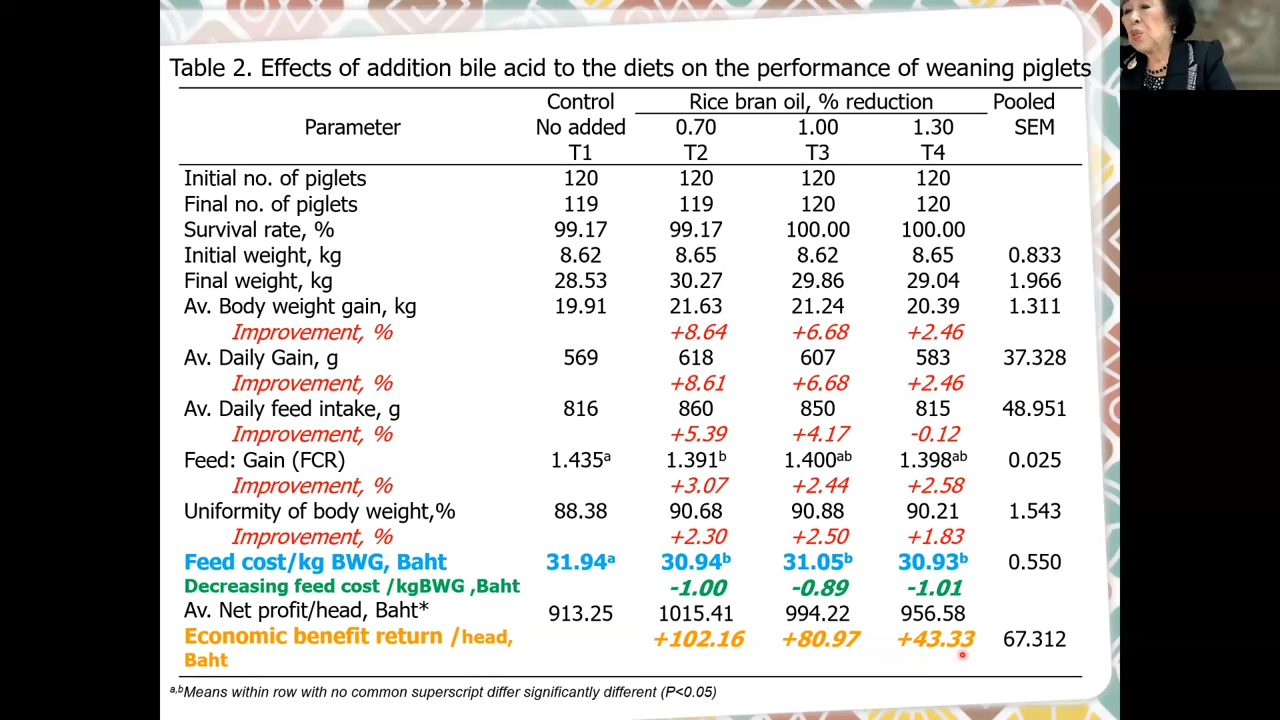 Table 2. Effects of addition bile acid to the diets on the performance of weaning piglets
Control Rice bran oil, % reduction Pooled
Parameter No added 0.70 1.00 1.30 SEM
T1 T2 T3 T4
Initial no. of piglets 120 120 120 120
Final no. of piglets 119 119 120 120
Survival rate, % 99.17 99.17 100.00 100.00
Initial weight, kg 8.62 8.65 8.62 8.65 0.833
Final weight, kg 28.53 30.27 29.86 29.04 1.966
Av. Body weight gain, kg 19.91 21.63 21.24 20.39 1.311
Improvement, % +8.64 +6.68 +2.46
Av. Daily Gain, g 569 618 607 583 37.328
Improvement, % +8.61 +6.68 +2.46
Av. Daily feed intake, g 816 860 850 815 48.951
Improvement, % +5.39 +4.17 -0.12
Feed: Gain (FCR) 1.435ᵃ 1.391ᵇ 1.400ᵃᵇ 1.398ᵃᵇ 0.025
Improvement, % +3.07 +2.44 +2.58
Uniformity of body weight,% 88.38 90.68 90.88 90.21 1.543
Improvement, % +2.30 +2.50 +1.83
Feed cost/kg BWG, Baht 31.94ᵃ 30.94ᵇ 31.05ᵇ 30.93ᵇ 0.550
Decreasing feed cost /kgBWG ,Baht -1.00 -0.89 -1.01
Av. Net profit/head, Baht* 913.25 1015.41 994.22 956.58
Economic benefit return /head, +102.16 +80.97 +43.33 67.312
Baht
ᵃ,ᵇMeans within row with no common superscript differ significantly different (P<0.05)